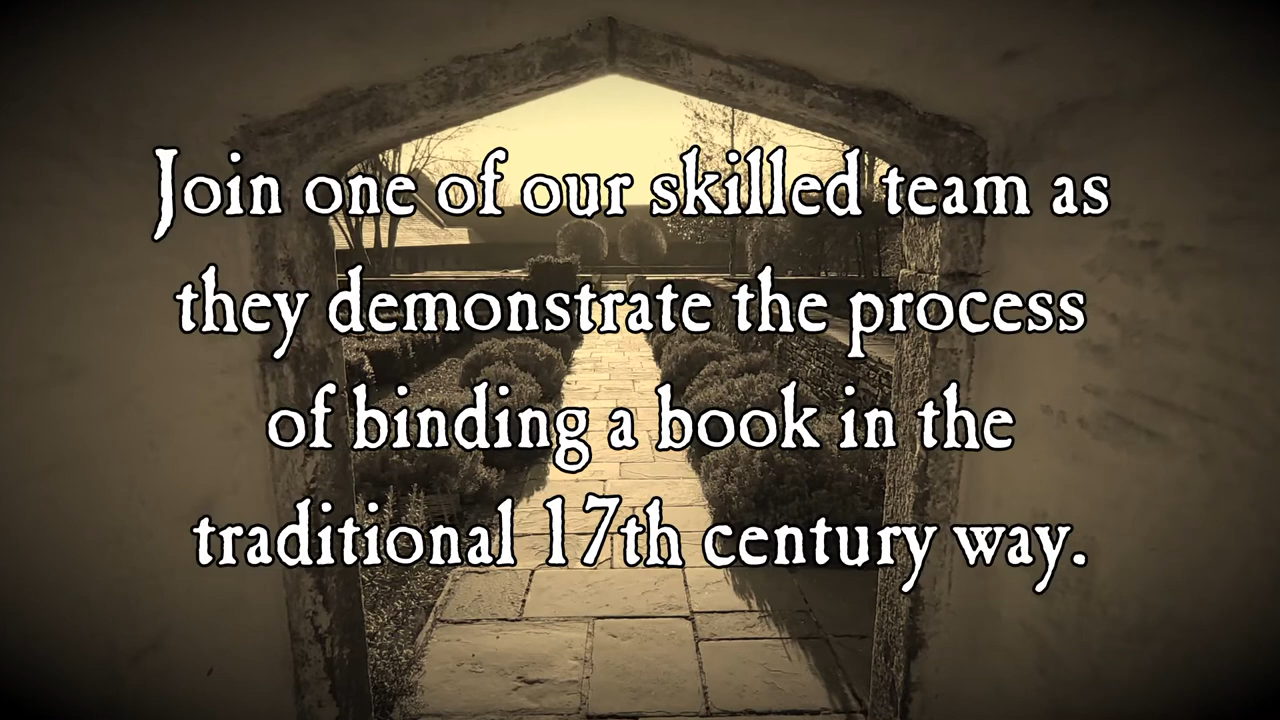 Join one of our skilled team as
they demonstrate the process
of binding a book in the
traditional 17th century way.